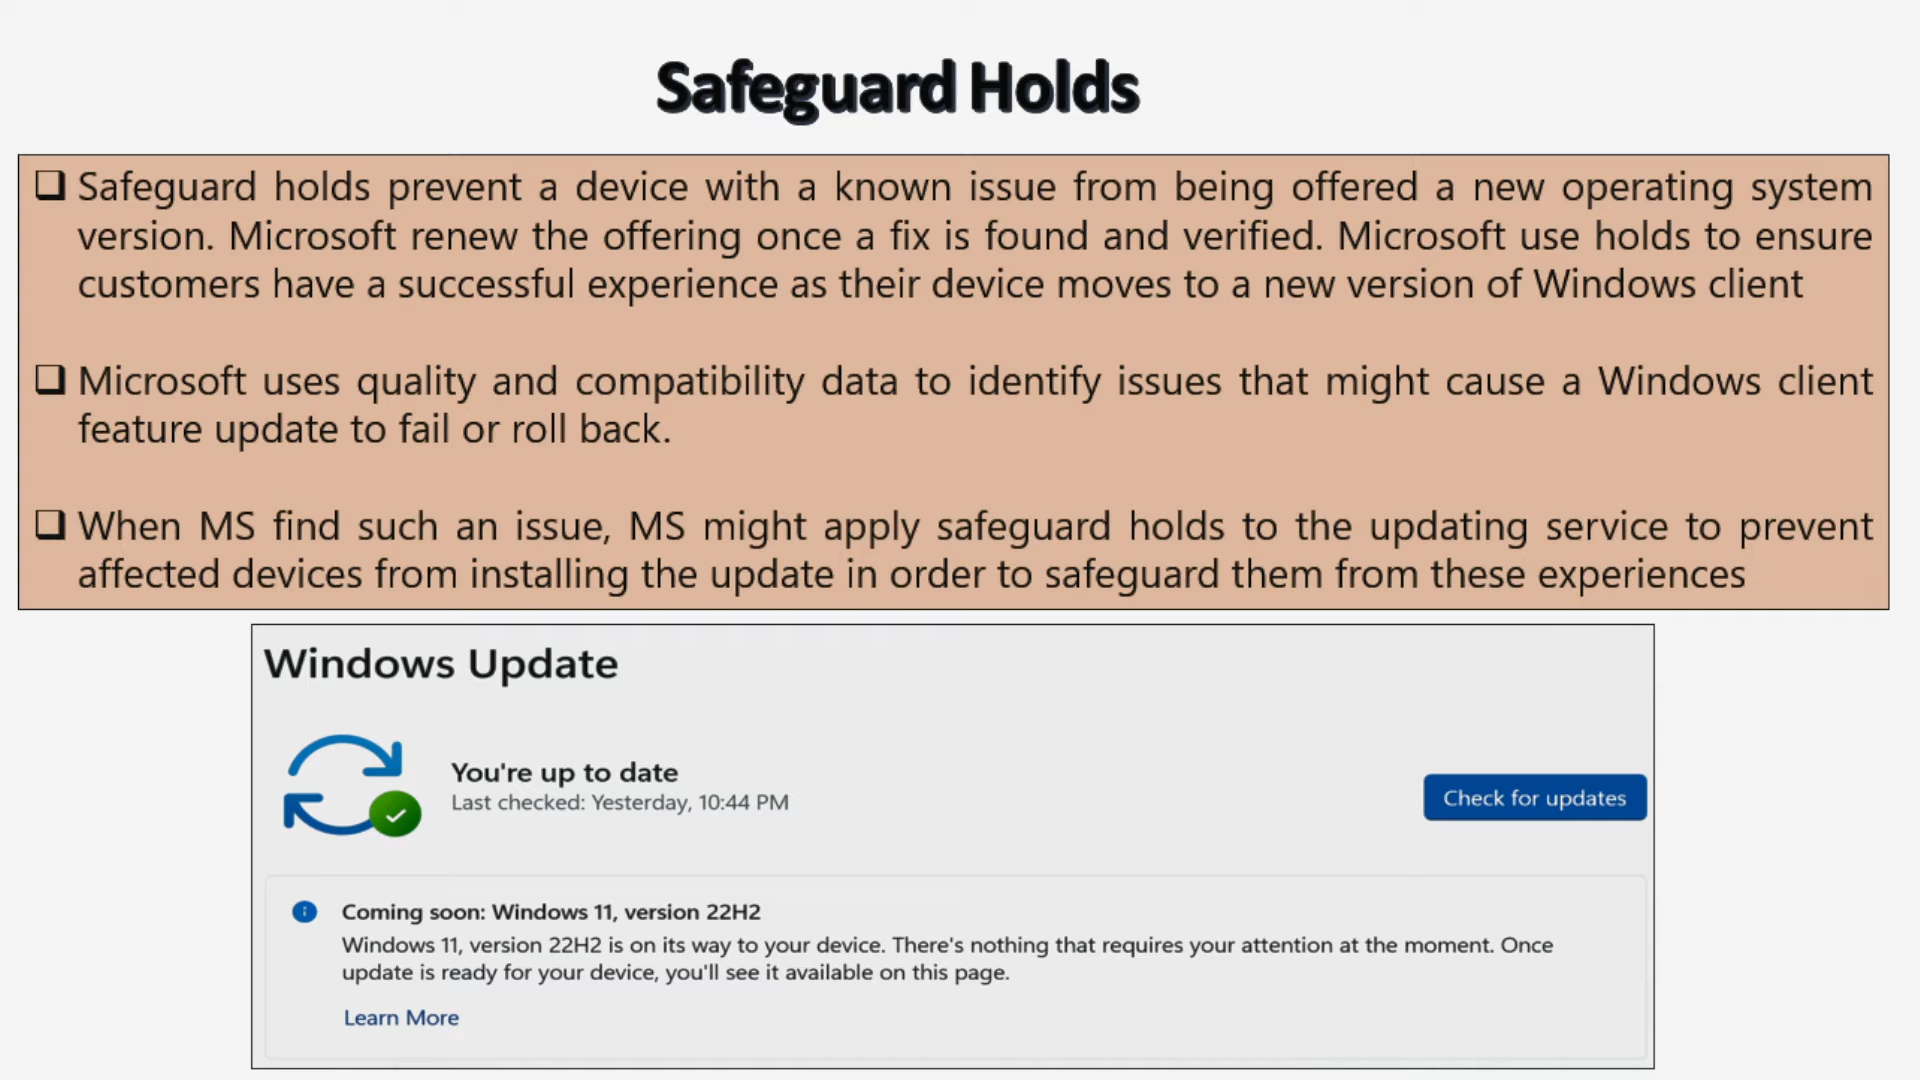 Safeguard Holds
Safeguard holds prevent a device with a known issue from being offered a new operating system
version. Microsoft renew the offering once a fix is found and verified. Microsoft use holds to ensure
customers have a successful experience as their device moves to a new version of Windows client
Microsoft uses quality and compatibility data to identify issues that might cause a Windows client
feature update to fail or roll back.
When MS find such an issue, MS might apply safeguard holds to the updating service to prevent
affected devices from installing the update in order to safeguard them from these experiences
Windows Update
You're up to date
Last checked: Yesterday, 10:44 PM
Check for updates
Coming soon: Windows 11, version 22H2
Windows 11, version 22H2 is on its way to your device. There's nothing that requires your attention at the moment. Once
update is ready for your device, you'll see it available on this page.
Learn More